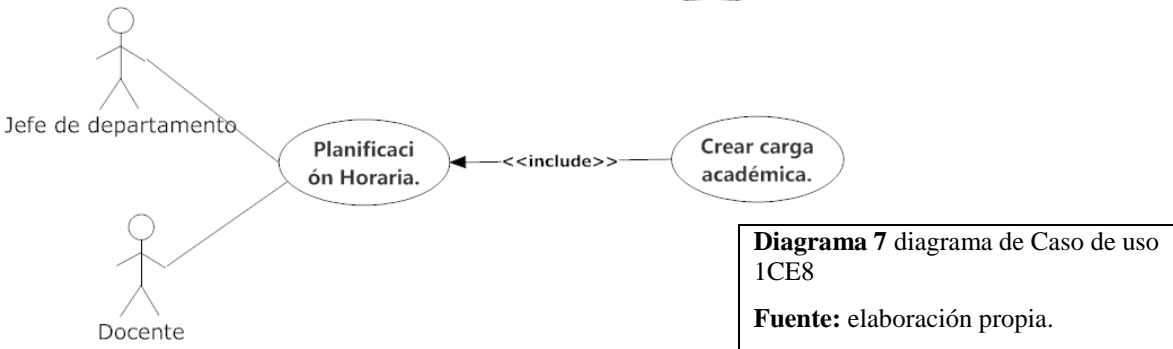 Jefe de departamento
Planificaci
ón Horaria.
<<include>>
Crear carga
académica.
Docente
Diagrama 7 diagrama de Caso de uso
1CE8
Fuente: elaboración propia.